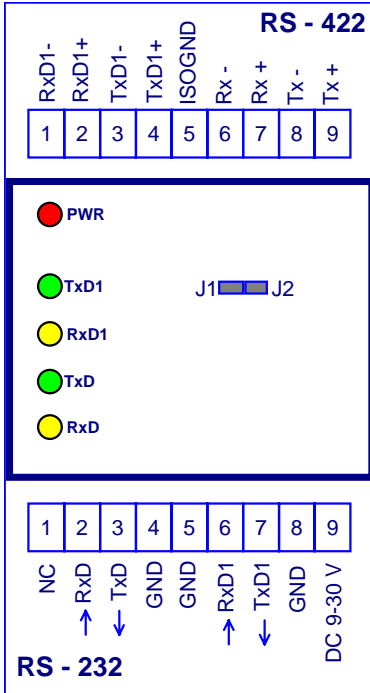 RS - 422
RxD1-
RxD1+
TxD1-
TxD1+
ISOGND
Rx -
Rx +
Tx -
Tx +
1 2 3 4 5 6 7 8 9
PWR
TxD1
J1 J2
RxD1
TxD
RxD
1 2 3 4 5 6 7 8 9
NC
RxD
TxD
GND
GND
RxD1
TxD1
GND
DC 9-30 V
RS - 232